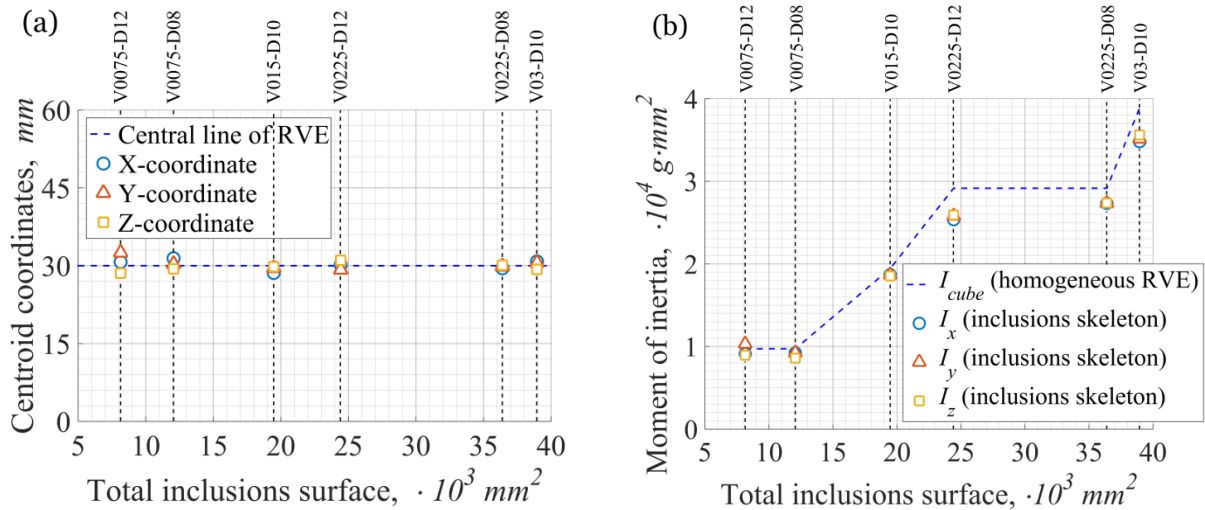 (a)
V0075-D12
V0075-D08
V015-D10
V0225-D12
V0225-D08
V03-D10
Centroid coordinates, mm
60
45
30
15
0
Central line of RVE
X-coordinate
Y-coordinate
Z-coordinate
5
10
15
20
25
30
35
40
Total inclusions surface, · 10³ mm²
(b)
V0075-D12
V0075-D08
V015-D10
V0225-D12
V0225-D08
V03-D10
Moment of inertia, ·10⁴ g·mm²
4
3
2
1
0
I_cube (homogeneous RVE)
I_x (inclusions skeleton)
I_y (inclusions skeleton)
I_z (inclusions skeleton)
5
10
15
20
25
30
35
40
Total inclusions surface, ·10³ mm²